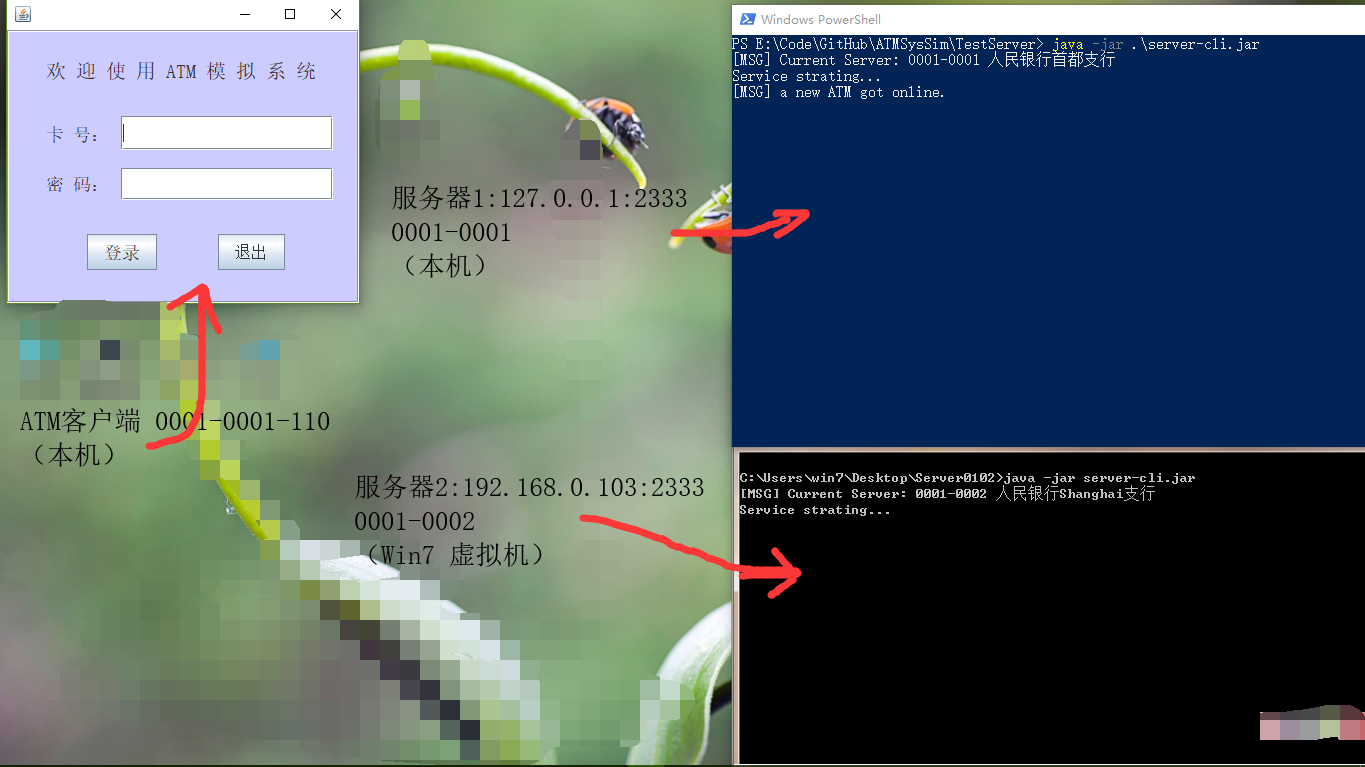 欢 迎 使 用 ATM 模 拟 系 统
卡 号:
密 码:
登录
退出
服务器1:127.0.0.1:2333
0001-0001
（本机）
ATM客户端 0001-0001-110
（本机）
服务器2:192.168.0.103:2333
0001-0002
（Win7 虚拟机）
Windows PowerShell
PS E:\Code\GitHub\ATMSysSim\TestServer> java -jar .\server-cli.jar
[MSG] Current Server: 0001-0001 人民银行首都支行
Service strating...
[MSG] a new ATM got online.
C:\Users\win7\Desktop\Server0102>java -jar server-cli.jar
[MSG] Current Server: 0001-0002 人民银行Shanghai支行
Service strating...